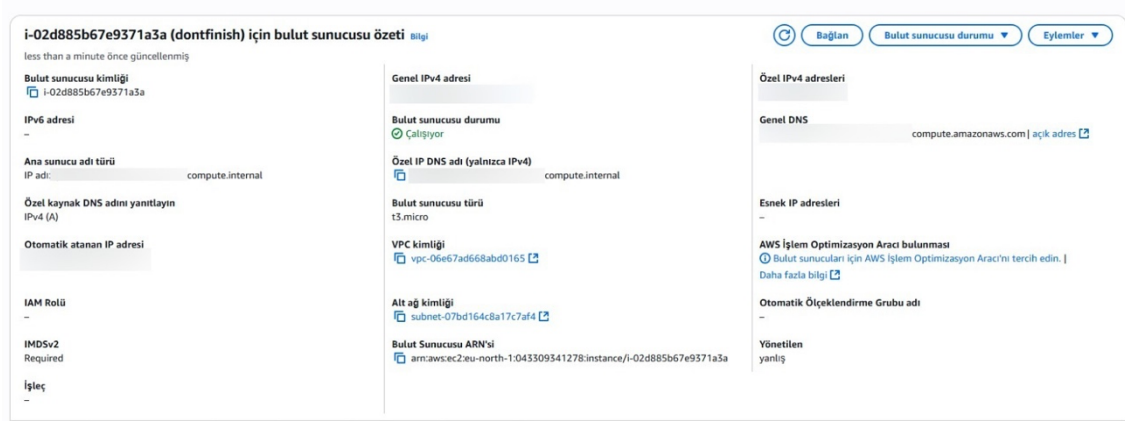 i-02d885b67e9371a3a (dontfinish) için bulut sunucusu özeti Bilgi
Bağlan
Bulut sunucusu durumu
Eylemler
less than a minute önce güncellenmiş
Bulut sunucusu kimliği
i-02d885b67e9371a3a
Genel IPv4 adresi
Özel IPv4 adresleri
IPv6 adresi
–
Bulut sunucusu durumu
Çalışıyor
Genel DNS
compute.amazonaws.com | açık adres
Ana sunucu adı türü
IP adı: compute.internal
Özel IP DNS adı (yalnızca IPv4)
compute.internal
Özel kaynak DNS adını yanıtlayın
IPv4 (A)
Bulut sunucusu türü
t3.micro
Esnek IP adresleri
–
Otomatik atanan IP adresi
VPC kimliği
vpc-06e67ad668abd0165
AWS İşlem Optimizasyon Aracı bulunması
Bulut sunucuları için AWS İşlem Optimizasyon Aracı'nı tercih edin. |
Daha fazla bilgi
IAM Rolü
–
Alt ağ kimliği
subnet-07bd164c8a17c7af4
Otomatik Ölçeklendirme Grubu adı
–
IMDSv2
Required
Bulut Sunucusu ARN'si
arn:aws:ec2:eu-north-1:043309341278:instance/i-02d885b67e9371a3a
Yönetilen
yanlış
İşleç
–